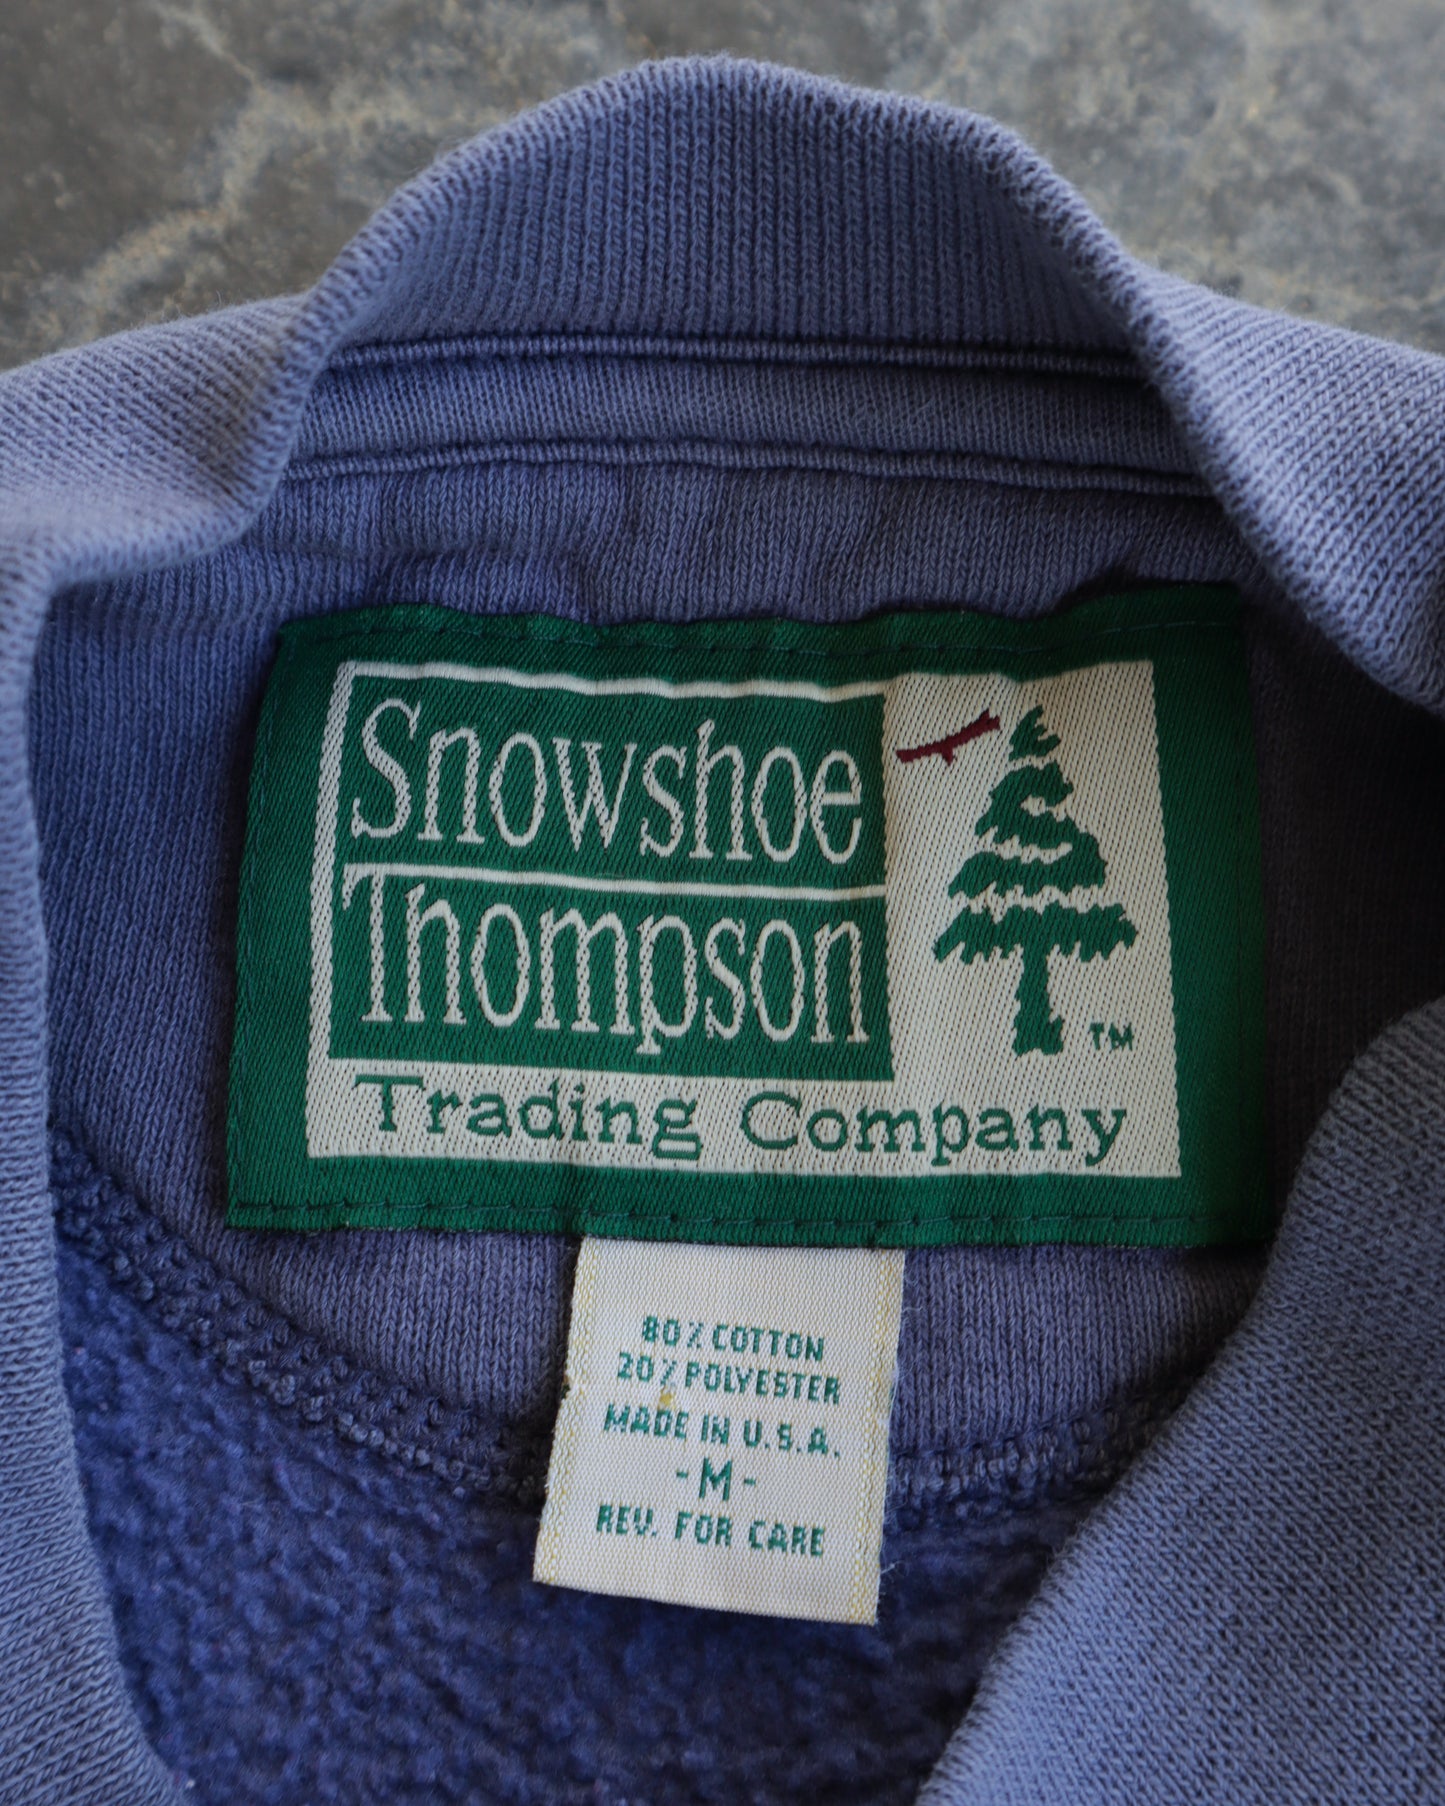 Snowshoe
Thompson
Trading Company
TM
80% COTTON
20% POLYESTER
MADE IN U.S.A.
-M-
REV. FOR CARE